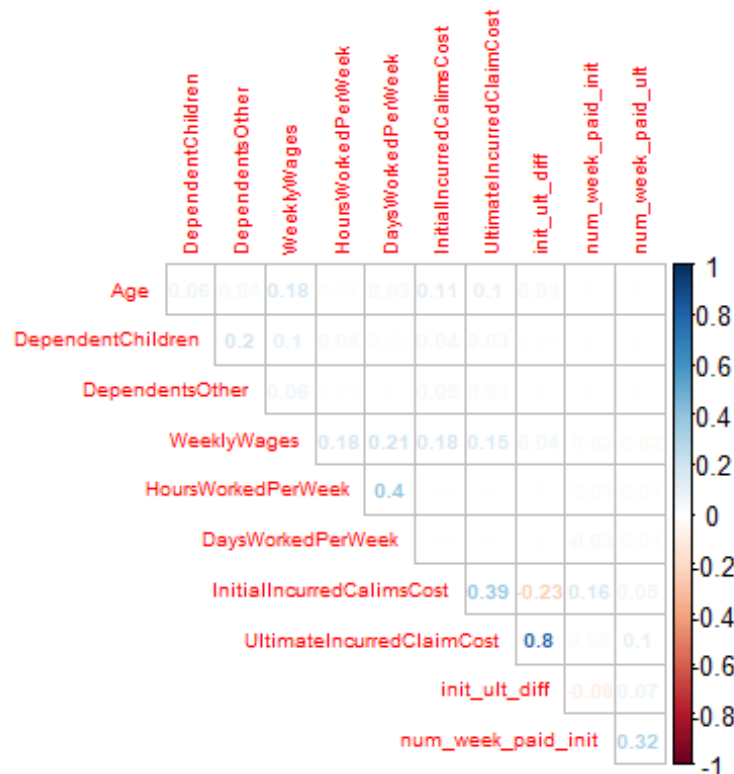 DependentChildren
DependentsOther
WeeklyWages
HoursWorkedPerWeek
DaysWorkedPerWeek
InitialIncurredCalimsCost
UltimateIncurredClaimCost
init_ult_diff
num_week_paid_init
num_week_paid_ult
Age 0.06 0.04 0.18 0.03 0.11 0.1 0.03
DependentChildren 0.2 0.1 0.04 0.01 0.04 0.03
DependentsOther 0.06 0.05 0.03
WeeklyWages 0.18 0.21 0.18 0.15 0.04 -0.02 -0.02
HoursWorkedPerWeek 0.4 -0.01 -0.01
DaysWorkedPerWeek -0.03 -0.01
InitialIncurredCalimsCost 0.39 -0.23 0.16 0.05
UltimateIncurredClaimCost 0.8 0.02 0.1
init_ult_diff -0.08 0.07
num_week_paid_init 0.32
1
0.8
0.6
0.4
0.2
0
-0.2
-0.4
-0.6
-0.8
-1